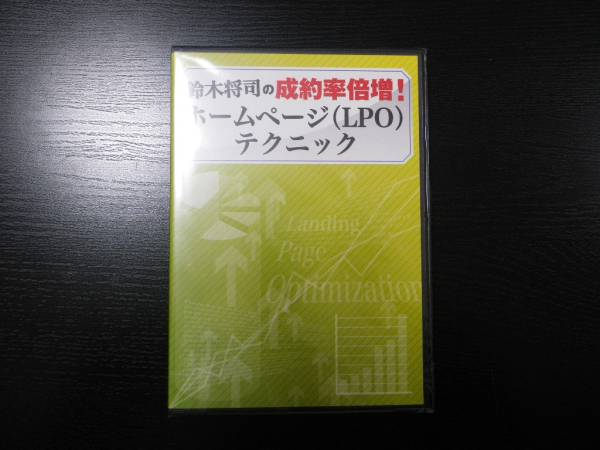 鈴木将司の成約率倍増!
ホームページ(LPO)
テクニック
Landing
Page
Optimization